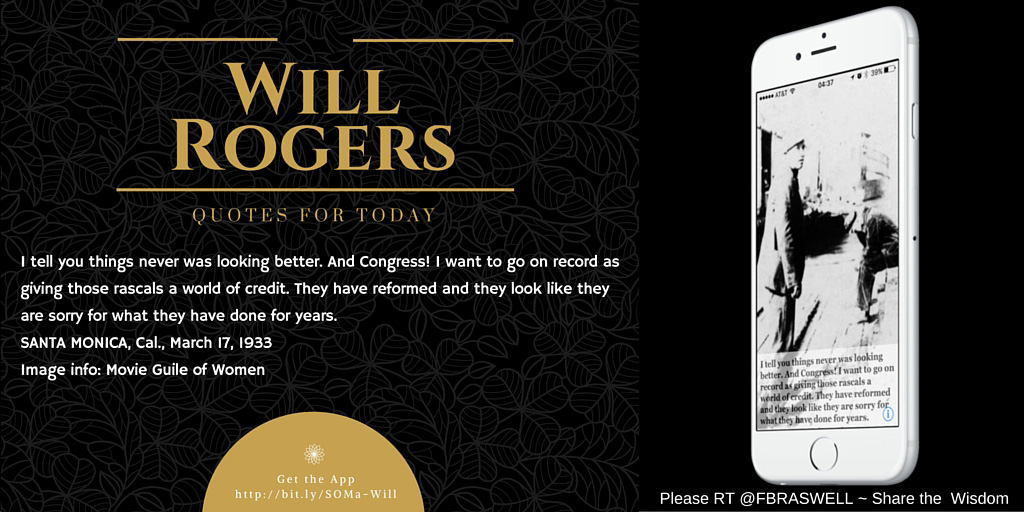 WILL
ROGERS
QUOTES FOR TODAY
I tell you things never was looking better. And Congress! I want to go on record as
giving those rascals a world of credit. They have reformed and they look like they
are sorry for what they have done for years.
SANTA MONICA, Cal., March 17, 1933
Image info: Movie Guile of Women
Get the App
http://bit.ly/SOMa-Will
AT&T 04:37 39%
I tell you things never was looking
better. And Congress! I want to go on
record as giving those rascals a
world of credit. They have reformed
and they look like they are sorry for
what they have done for years.
Please RT @FBRASWELL ~ Share the Wisdom